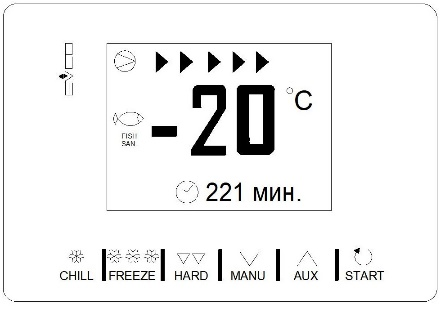 -20 °C
FISH
SAN
221 мин.
CHILL FREEZE HARD MANU AUX START